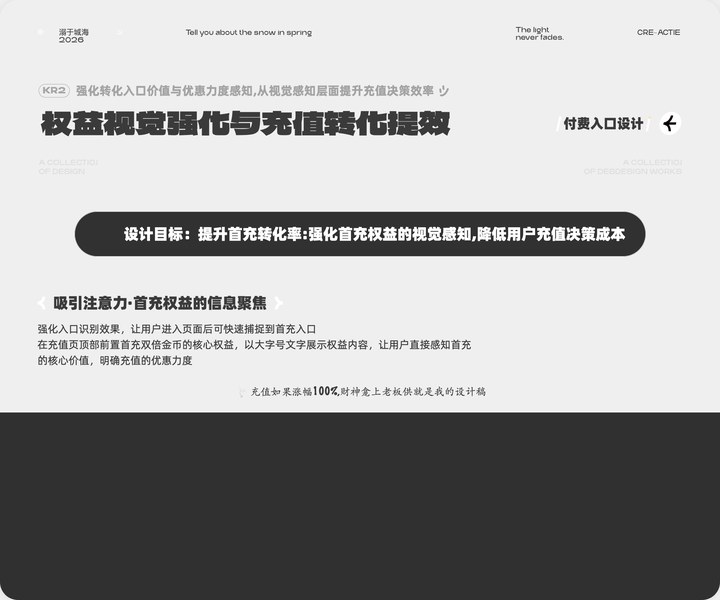 溺于城海
2026
Tell you about the snow in spring
The light
never fades.
CRE-ACTIE
KR2 强化转化入口价值与优惠力度感知,从视觉感知层面提升充值决策效率
权益视觉强化与充值转化提效
付费入口设计
A COLLECTIOI
OF DESIGN
A COLLECTIOI
OF DEBDESIGN WORKS
设计目标：提升首充转化率:强化首充权益的视觉感知,降低用户充值决策成本
吸引注意力·首充权益的信息聚焦
强化入口识别效果，让用户进入页面后可快速捕捉到首充入口
在充值页顶部前置首充双倍金币的核心权益，以大字号文字展示权益内容，让用户直接感知首充
的核心价值，明确充值的优惠力度
充值如果涨幅100%,财神龛上老板供就是我的设计稿